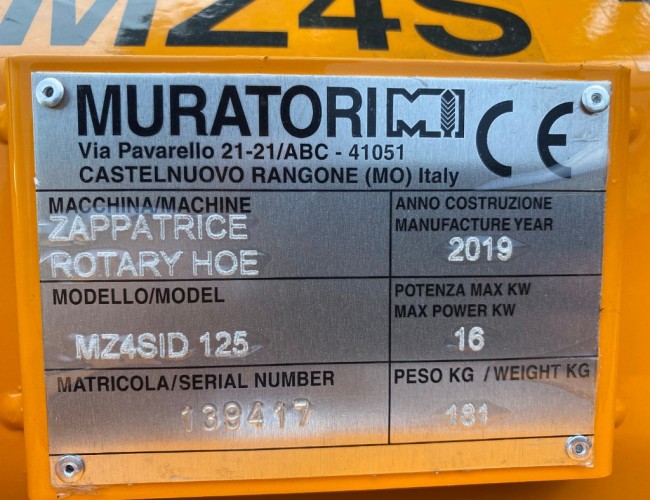 MZ4S
MURATORI M
Via Pavarello 21-21/ABC - 41051
CASTELNUOVO RANGONE (MO) Italy
CE
MACCHINA/MACHINE
ZAPPATRICE
ROTARY HOE
ANNO COSTRUZIONE
MANUFACTURE YEAR
2019
MODELLO/MODEL
MZ4SID 125
POTENZA MAX KW
MAX POWER KW
16
MATRICOLA/SERIAL NUMBER
139417
PESO KG / WEIGHT KG
181